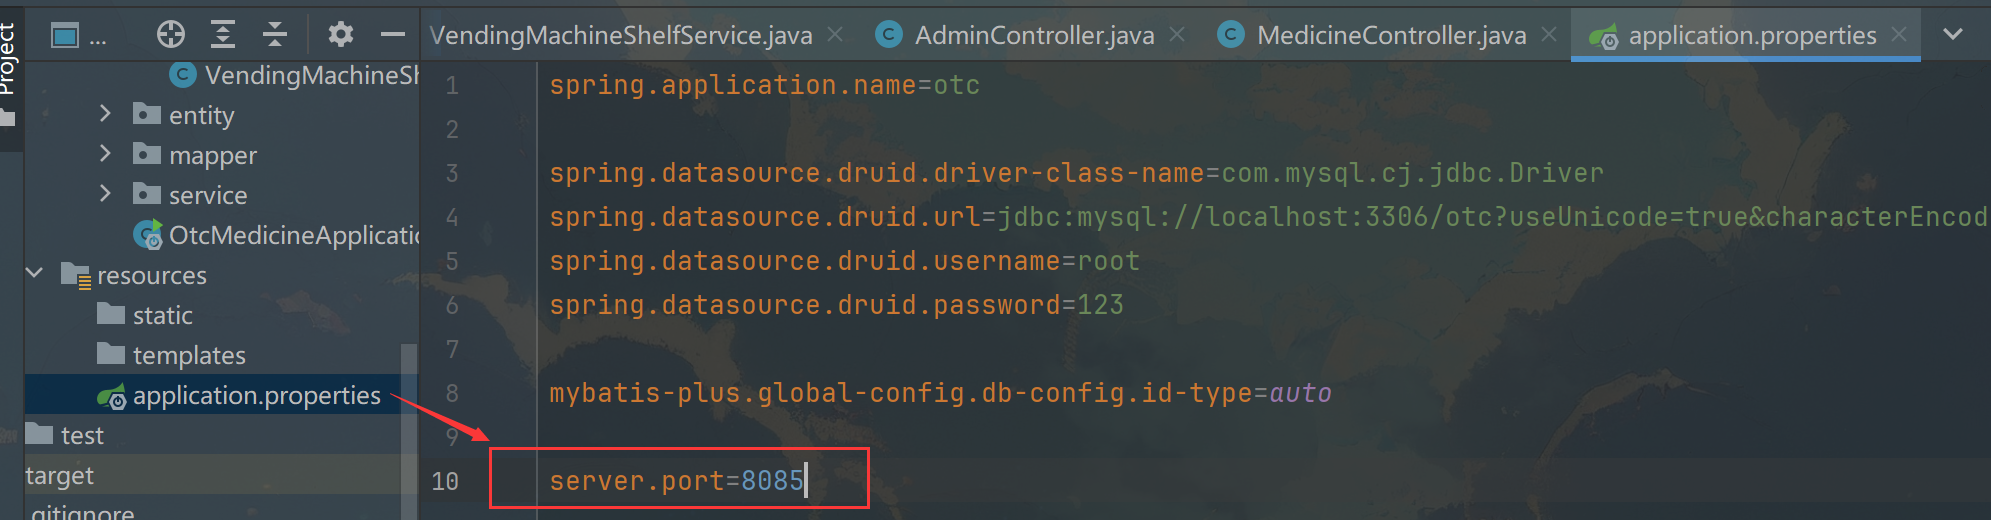 Project
...
VendingMachineShelfService.java
AdminController.java
MedicineController.java
application.properties
VendingMachineSh
entity
mapper
service
OtcMedicineApplicatio
resources
static
templates
application.properties
test
target
.gitignore
1 spring.application.name=otc
2
3 spring.datasource.druid.driver-class-name=com.mysql.cj.jdbc.Driver
4 spring.datasource.druid.url=jdbc:mysql://localhost:3306/otc?useUnicode=true&characterEncod
5 spring.datasource.druid.username=root
6 spring.datasource.druid.password=123
7
8 mybatis-plus.global-config.db-config.id-type=auto
9
10 server.port=8085